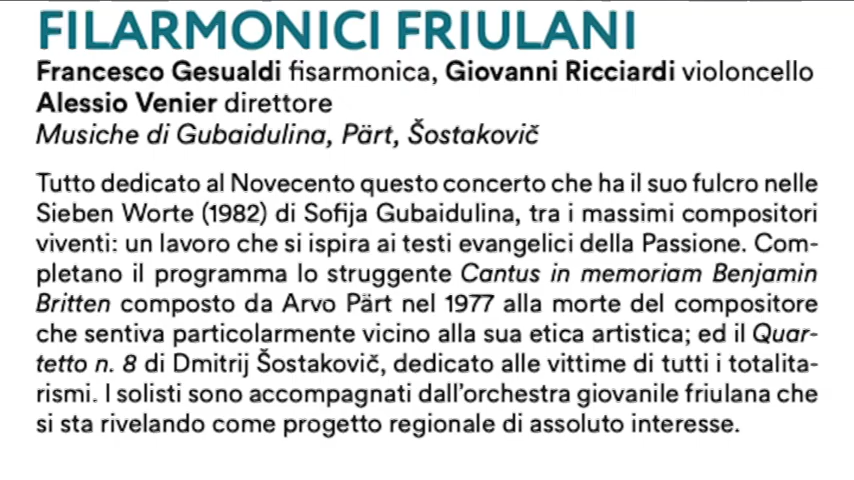 FILARMONICI FRIULANI
Francesco Gesualdi fisarmonica, Giovanni Ricciardi violoncello
Alessio Venier direttore
Musiche di Gubaidulina, Pärt, Šostakovič
Tutto dedicato al Novecento questo concerto che ha il suo fulcro nelle
Sieben Worte (1982) di Sofija Gubaidulina, tra i massimi compositori
viventi: un lavoro che si ispira ai testi evangelici della Passione. Com-
pletano il programma lo struggente Cantus in memoriam Benjamin
Britten composto da Arvo Pärt nel 1977 alla morte del compositore
che sentiva particolarmente vicino alla sua etica artistica; ed il Quar-
tetto n. 8 di Dmitrij Šostakovič, dedicato alle vittime di tutti i totalita-
rismi. I solisti sono accompagnati dall'orchestra giovanile friulana che
si sta rivelando come progetto regionale di assoluto interesse.